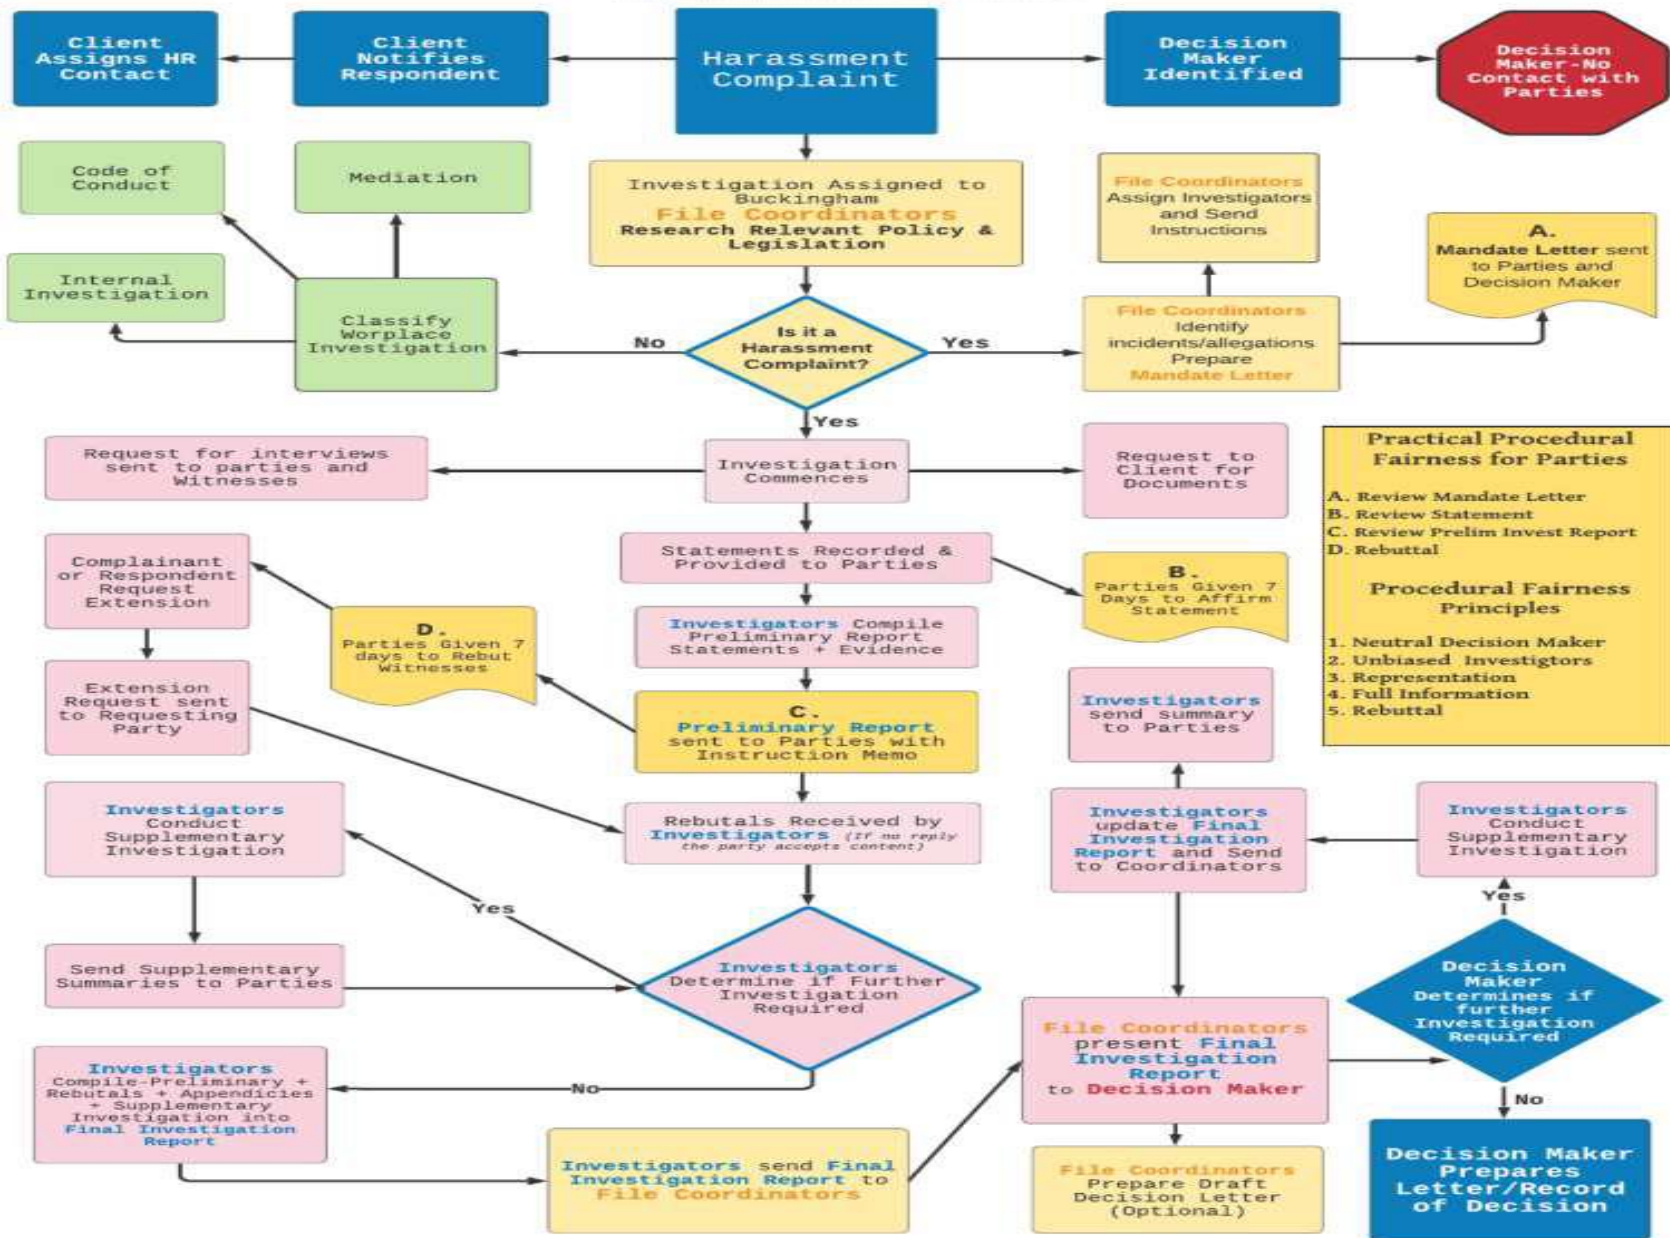 Client
Assigns HR
Contact
Client
Notifies
Respondent
Harassment
Complaint
Decision
Maker
Identified
Decision
Maker-No
Contact with
Parties
Code of
Conduct
Mediation
Investigation Assigned to
Buckingham
File Coordinators
Research Relevant Policy &
Legislation
File Coordinators
Assign Investigators
and Send
Instructions
A.
Mandate Letter sent
to Parties and
Decision Maker
Internal
Investigation
Classify
Worplace
Investigation
No
Is it a
Harassment
Complaint?
Yes
File Coordinators
Identify
incidents/allegations
Prepare
Mandate Letter
Yes
Request for interviews
sent to parties and
Witnesses
Investigation
Commences
Request to
Client for
Documents
Practical Procedural
Fairness for Parties
A. Review Mandate Letter
B. Review Statement
C. Review Prelim Invest Report
D. Rebuttal
Procedural Fairness
Principles
1. Neutral Decision Maker
2. Unbiased Investigtors
3. Representation
4. Full Information
5. Rebuttal
Complainant
or Respondent
Request
Extension
Statements Recorded &
Provided to Parties
B.
Parties Given 7
Days to Affirm
Statement
D.
Parties Given 7
days to Rebut
Witnesses
Investigators Compile
Preliminary Report
Statements + Evidence
Extension
Request sent
to Requesting
Party
C.
Preliminary Report
sent to Parties with
Instruction Memo
Investigators
send summary
to Parties
Investigators
Conduct
Supplementary
Investigation
Rebutals Received by
Investigators (If no reply
the party accepts content)
Investigators
update Final
Investigation
Report and Send
to Coordinators
Investigators
Conduct
Supplementary
Investigation
Yes
Yes
Send Supplementary
Summaries to Parties
Investigators
Determine if Further
Investigation
Required
Decision
Maker
Determines if
further
Investigation
Required
File Coordinators
present Final
Investigation
Report
to Decision Maker
Investigators
Compile-Preliminary +
Rebutals + Appendicies
+ Supplementary
Investigation into
Final Investigation
Report
No
No
Investigators send Final
Investigation Report to
File Coordinators
File Coordinators
Prepare Draft
Decision Letter
(Optional)
Decision Maker
Prepares
Letter/Record
of Decision